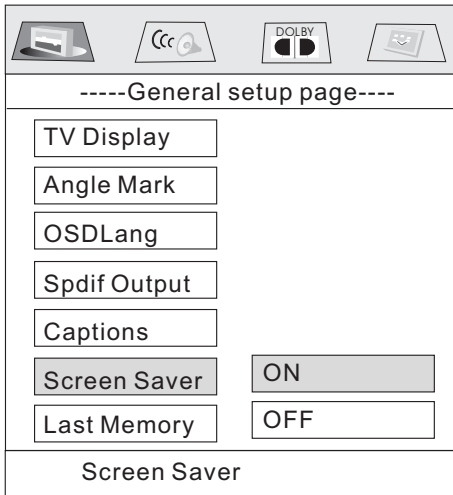 DOLBY
-----General setup page----
TV Display
Angle Mark
OSDLang
Spdif Output
Captions
Screen Saver ON
Last Memory OFF
Screen Saver